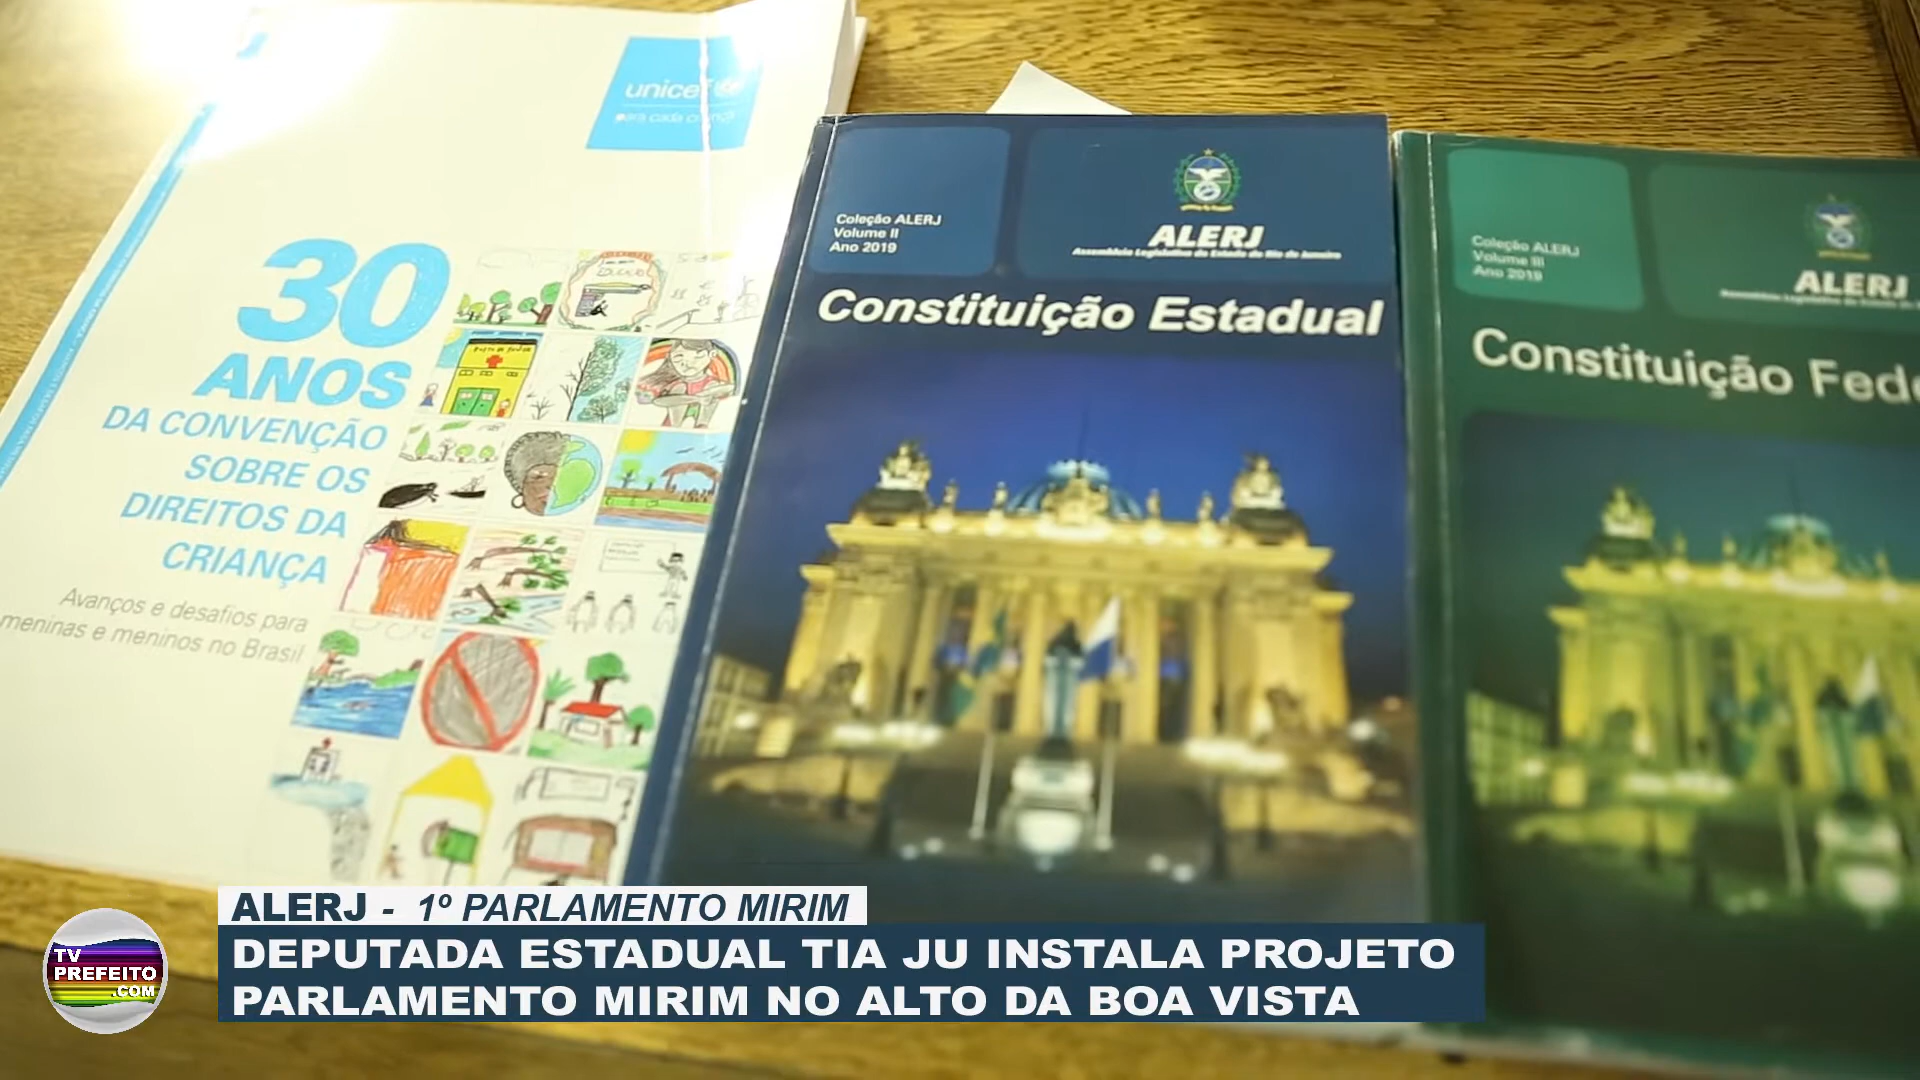 unicef
para cada criança
30
ANOS
DA CONVENÇÃO
SOBRE OS
DIREITOS DA
CRIANÇA
Avanços e desafios para
meninas e meninos no Brasil
Coleção ALERJ
Volume II
Ano 2019
ALERJ
Assembleia Legislativa do Estado do Rio de Janeiro
Constituição Estadual
Coleção ALERJ
Volume III
Ano 2019
ALERJ
Constituição Fede
ALERJ - 1º PARLAMENTO MIRIM
DEPUTADA ESTADUAL TIA JU INSTALA PROJETO
PARLAMENTO MIRIM NO ALTO DA BOA VISTA
TV
PREFEITO
.COM